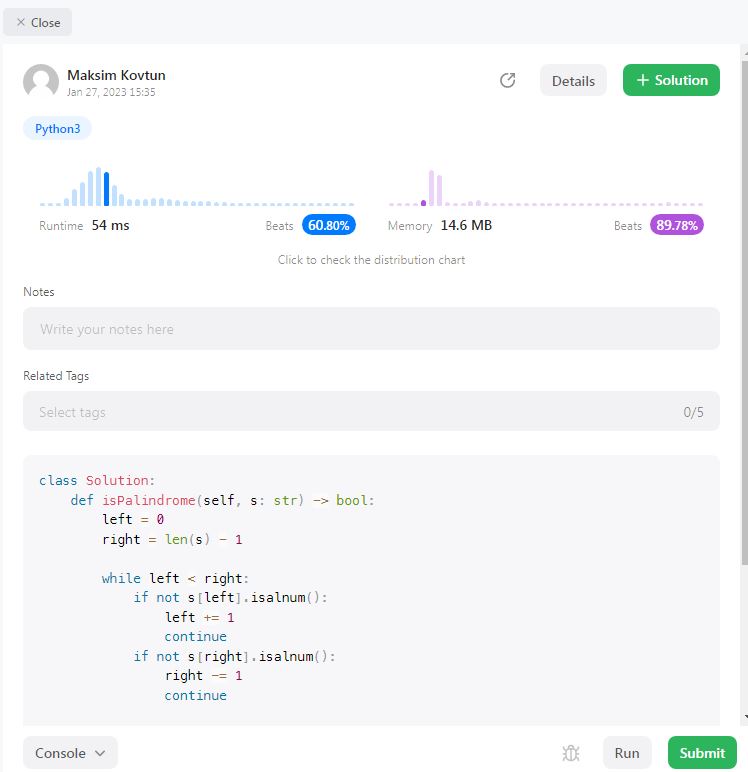 × Close
Maksim Kovtun
Jan 27, 2023 15:35
Details
+ Solution
Python3
Runtime 54 ms Beats 60.80%
Memory 14.6 MB Beats 89.78%
Click to check the distribution chart
Notes
Write your notes here
Related Tags
Select tags 0/5
class Solution:
    def isPalindrome(self, s: str) -> bool:
        left = 0
        right = len(s) - 1
        while left < right:
            if not s[left].isalnum():
                left += 1
                continue
            if not s[right].isalnum():
                right -= 1
                continue
Console
Run
Submit